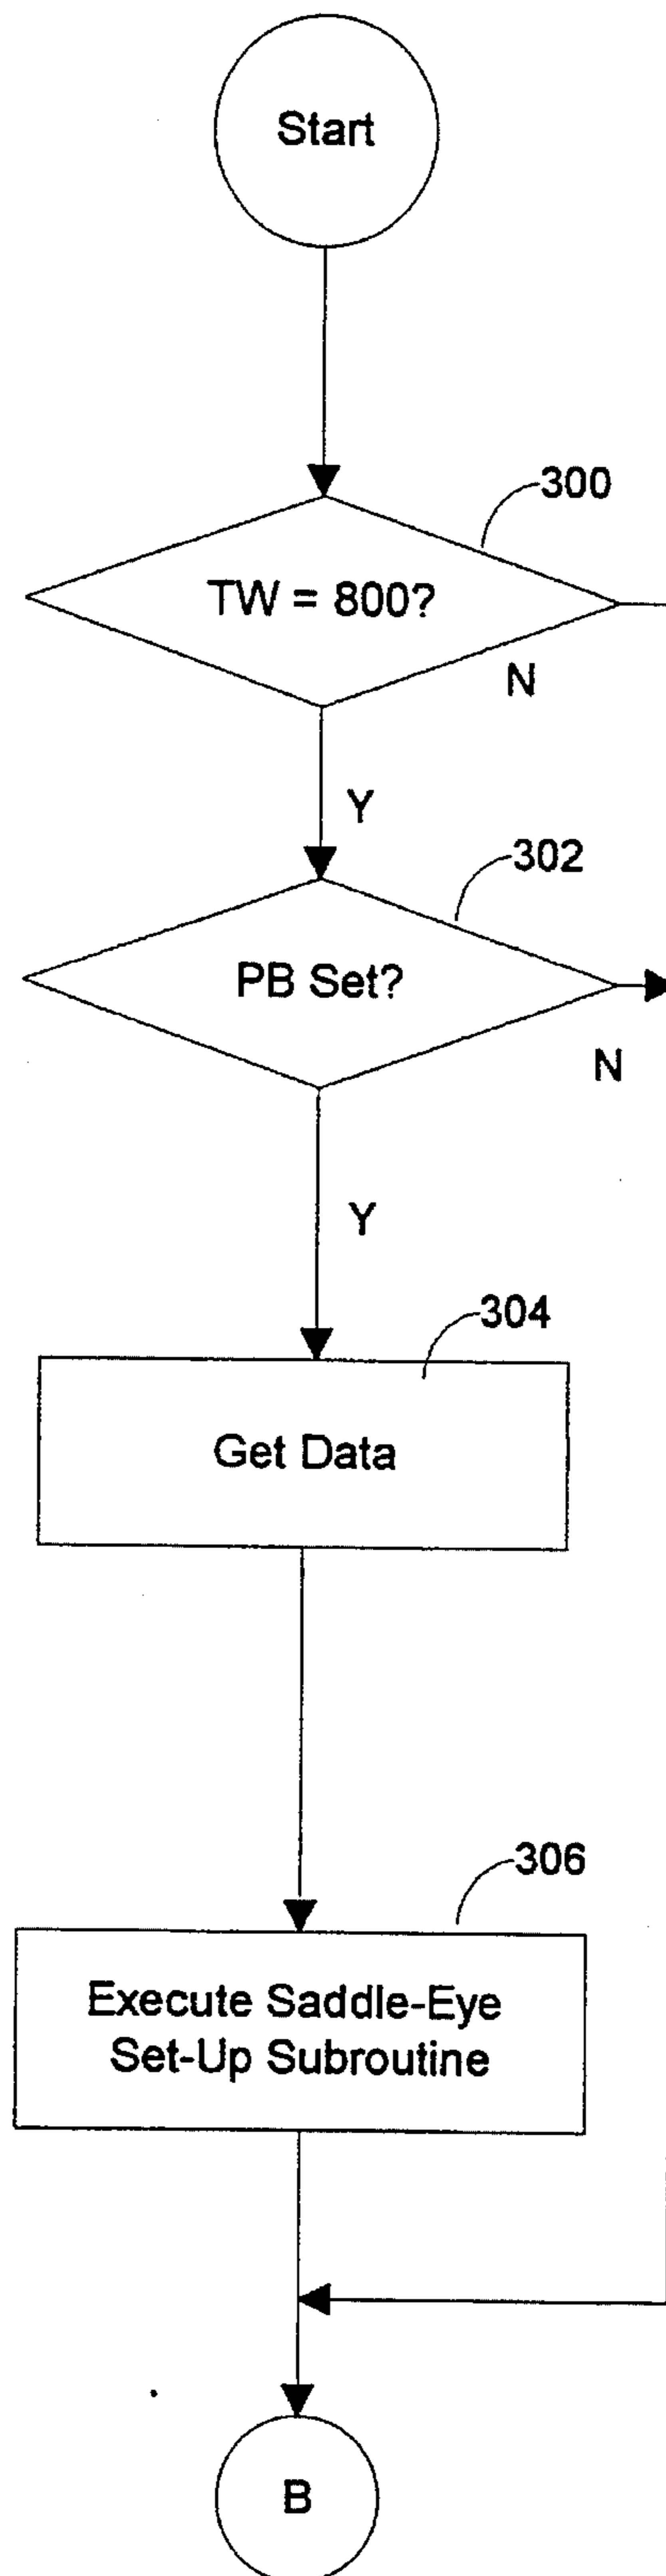 Start
300
TW = 800?
N
Y
302
PB Set?
N
Y
304
Get Data
306
Execute Saddle-Eye
Set-Up Subroutine
B